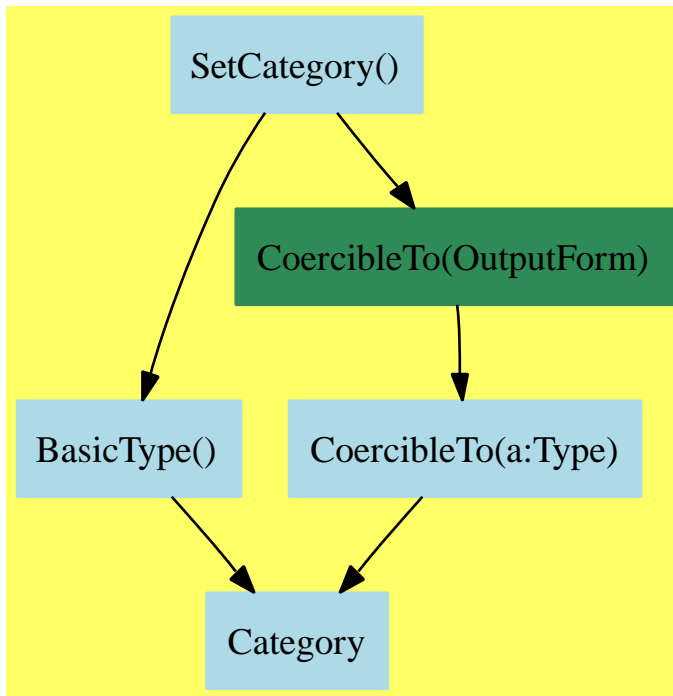 SetCategory()
CoercibleTo(OutputForm)
BasicType()
CoercibleTo(a:Type)
Category